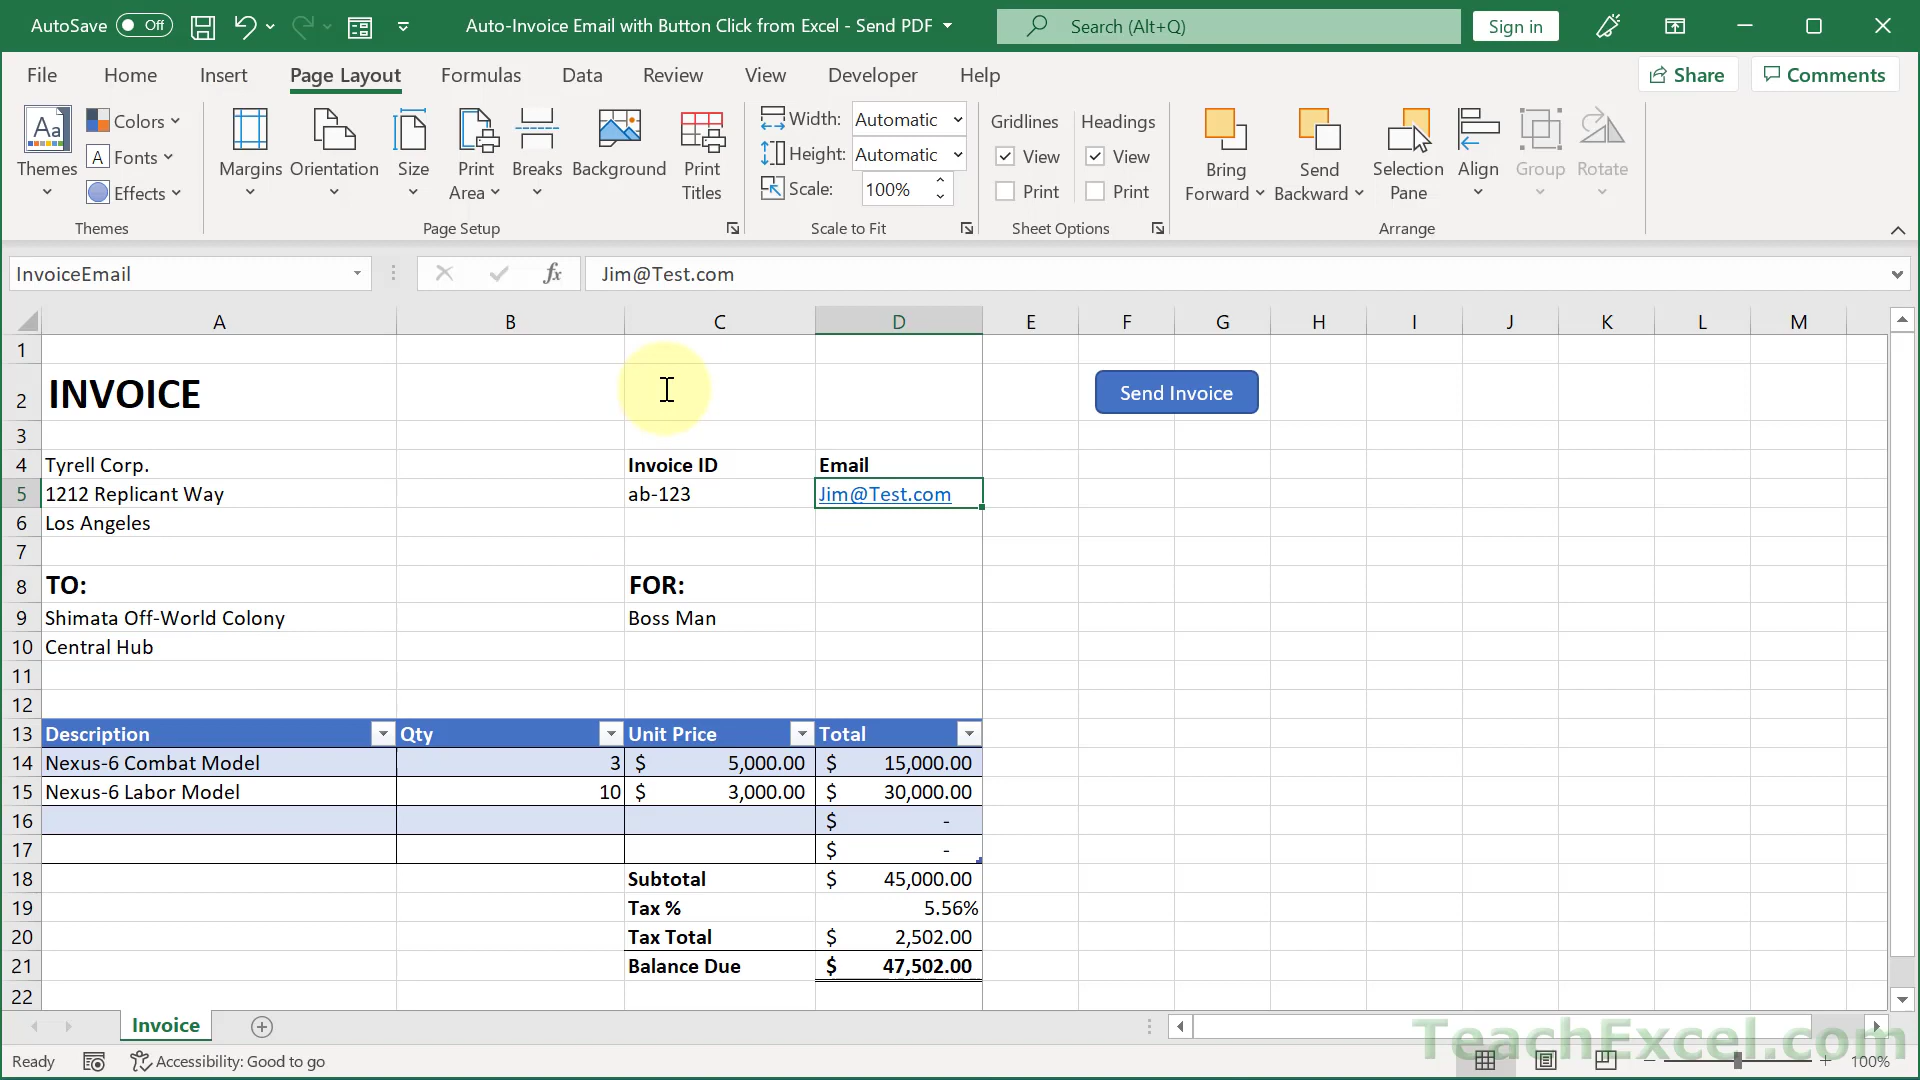 AutoSave Off Auto-Invoice Email with Button Click from Excel - Send PDF Search (Alt+Q) Sign in
File Home Insert Page Layout Formulas Data Review View Developer Help Share Comments
Aa Themes
Colors
A Fonts
Effects
Themes
Margins Orientation Size Print Area Breaks Background Print Titles
Page Setup
Width: Automatic
Height: Automatic
Scale: 100%
Scale to Fit
Gridlines Headings
View View
Print Print
Sheet Options
Bring Forward Send Backward Selection Pane Align Group Rotate
Arrange
InvoiceEmail fx Jim@Test.com
A B C D E F G H I J K L M
1
2 INVOICE Send Invoice
3
4 Tyrell Corp. Invoice ID Email
5 1212 Replicant Way ab-123 Jim@Test.com
6 Los Angeles
7
8 TO: FOR:
9 Shimata Off-World Colony Boss Man
10 Central Hub
11
12
13 Description Qty Unit Price Total
14 Nexus-6 Combat Model 3 $ 5,000.00 $ 15,000.00
15 Nexus-6 Labor Model 10 $ 3,000.00 $ 30,000.00
16 $ -
17 $ -
18 Subtotal $ 45,000.00
19 Tax % 5.56%
20 Tax Total $ 2,502.00
21 Balance Due $ 47,502.00
22
Invoice
TeachExcel.com
Ready Accessibility: Good to go 100%